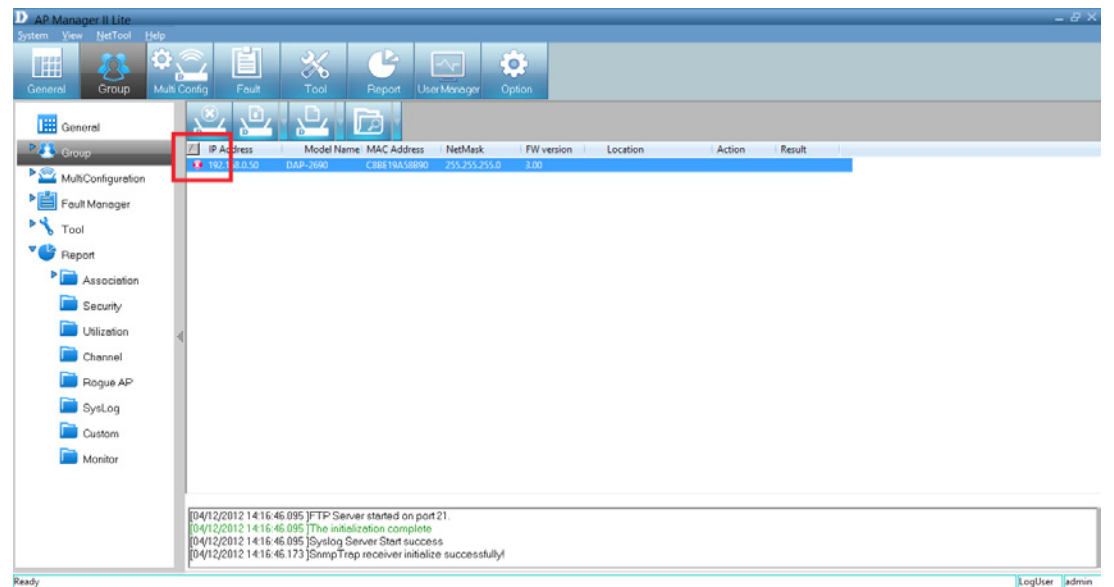 D AP Manager II Lite
System View NetTool Help
General Group Multi Config Fault Tool Report User Manager Option
General
Group
MultiConfiguration
Fault Manager
Tool
Report
Association
Security
Utilization
Channel
Rogue AP
SysLog
Custom
Monitor
IP Address Model Name MAC Address NetMask FW version Location Action Result
192.168.0.50 DAP-2690 C8BE19A58B90 255.255.255.0 3.00
[04/12/2012 14:16:46.095 ]FTP Server started on port 21.
[04/12/2012 14:16:46.095 ]The initialization complete
[04/12/2012 14:16:46.095 ]Syslog Server Start success
[04/12/2012 14:16:46.173 ]SnmpTrap receiver initialize successfully!
Ready LogUser admin